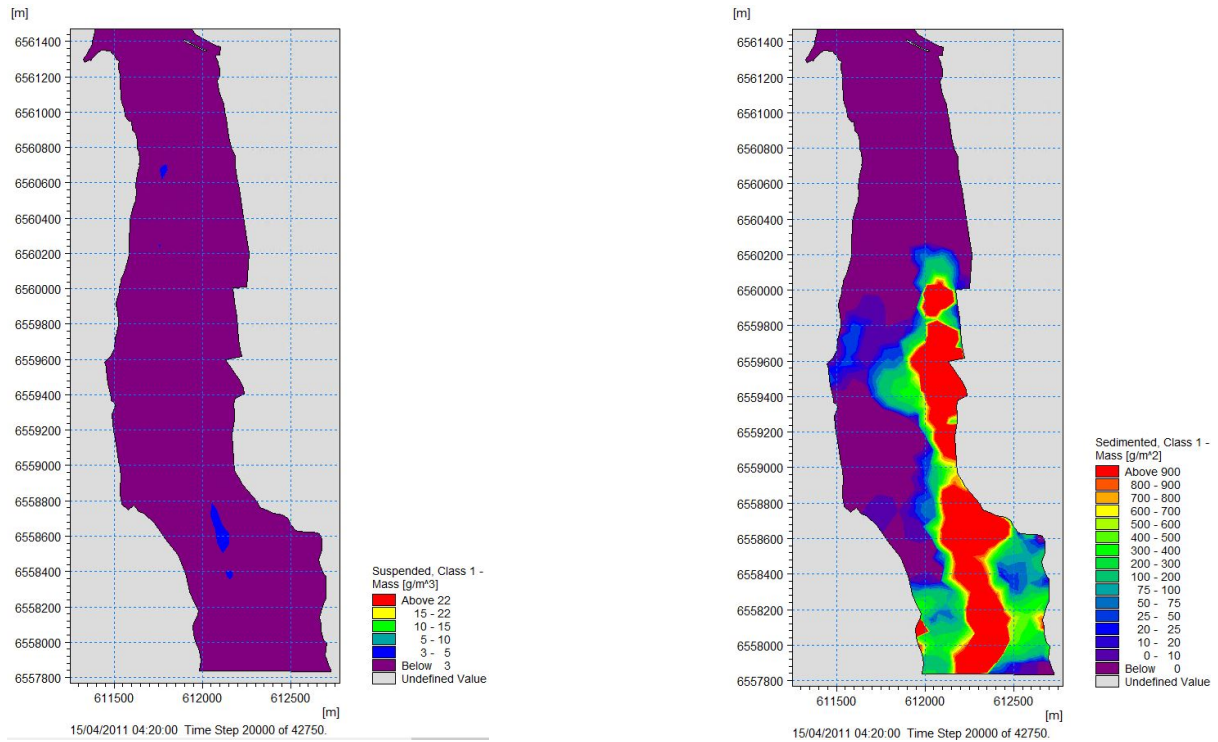 [m]
6561400
6561200
6561000
6560800
6560600
6560400
6560200
6560000
6559800
6559600
6559400
6559200
6559000
6558800
6558600
6558400
6558200
6558000
6557800
611500 612000 612500
[m]
15/04/2011 04:20:00 Time Step 20000 of 42750.
Suspended, Class 1 -
Mass [g/m^3]
Above 22
15 - 22
10 - 15
5 - 10
3 - 5
Below 3
Undefined Value
[m]
6561400
6561200
6561000
6560800
6560600
6560400
6560200
6560000
6559800
6559600
6559400
6559200
6559000
6558800
6558600
6558400
6558200
6558000
6557800
611500 612000 612500
[m]
15/04/2011 04:20:00 Time Step 20000 of 42750.
Sedimented, Class 1 -
Mass [g/m^2]
Above 900
800 - 900
700 - 800
600 - 700
500 - 600
400 - 500
300 - 400
200 - 300
100 - 200
75 - 100
50 - 75
25 - 50
20 - 25
10 - 20
0 - 10
Below 0
Undefined Value